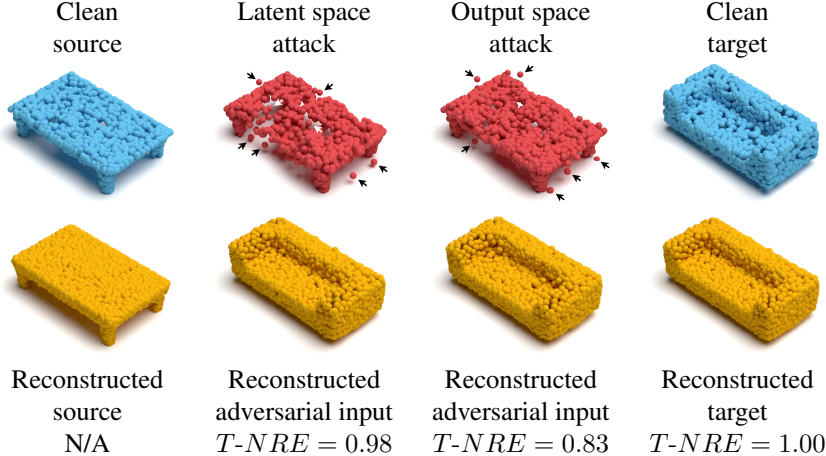 Clean source
Latent space attack
Output space attack
Clean target
Reconstructed source N/A
Reconstructed adversarial input T-NRE = 0.98
Reconstructed adversarial input T-NRE = 0.83
Reconstructed target T-NRE = 1.00